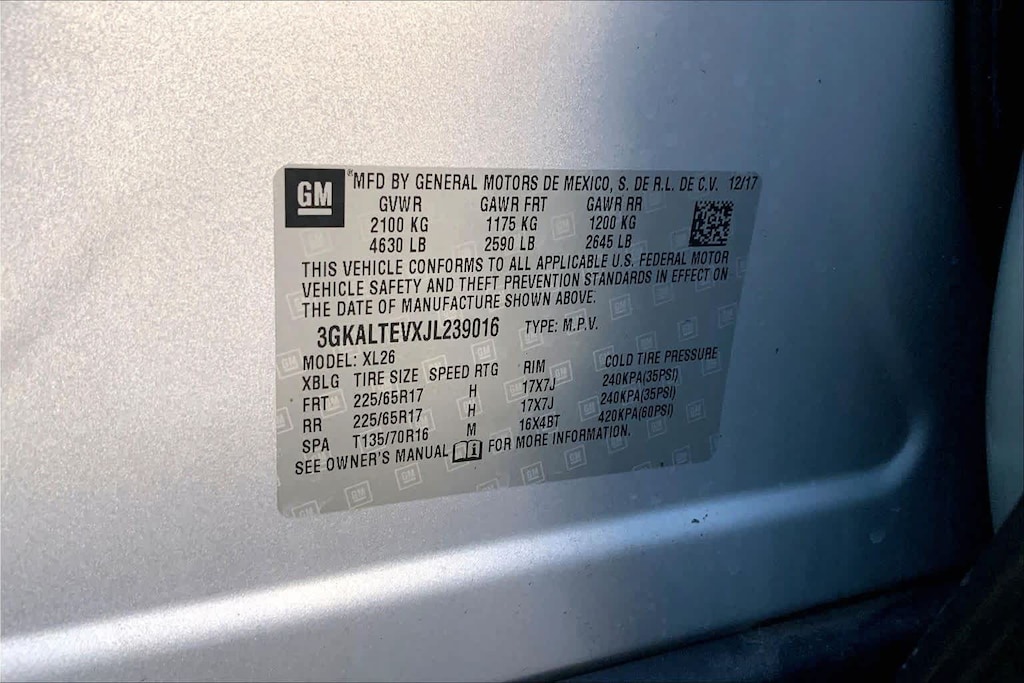 GM
®MFD BY GENERAL MOTORS DE MEXICO, S. DE R.L. DE C.V. 12/17
GVWR GAWR FRT GAWR RR
2100 KG 1175 KG 1200 KG
4630 LB 2590 LB 2645 LB
THIS VEHICLE CONFORMS TO ALL APPLICABLE U.S. FEDERAL MOTOR
VEHICLE SAFETY AND THEFT PREVENTION STANDARDS IN EFFECT ON
THE DATE OF MANUFACTURE SHOWN ABOVE.
3GKALTEVXJL239016 TYPE: M.P.V.
MODEL: XL26
XBLG TIRE SIZE SPEED RTG RIM COLD TIRE PRESSURE
FRT 225/65R17 H 17X7J 240KPA(35PSI)
RR 225/65R17 H 17X7J 240KPA(35PSI)
SPA T135/70R16 M 16X4BT 420KPA(60PSI)
SEE OWNER'S MANUAL FOR MORE INFORMATION.